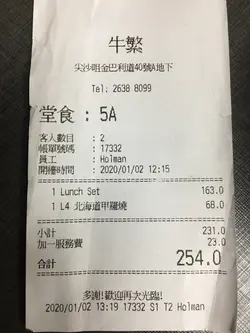 牛繁
尖沙咀金巴利道40號A地下
Tel: 2638 8099
堂食 : 5A
客人數目 : 2
帳單號碼 : 17332
員工 : Holman
開檯時間 : 2020/01/02 12:15
1 Lunch Set 163.0
1 L4 北海道甲羅燒 68.0
小計 231.0
加一服務費 23.0
合計 254.0
多謝!歡迎再次光臨!
2020/01/02 13:19 17332 S1 T2 Holman